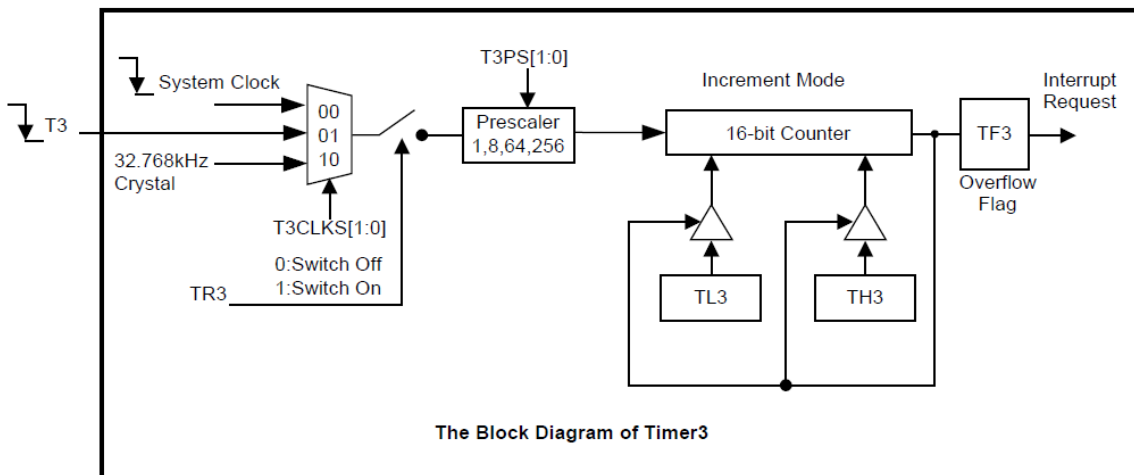 T3PS[1:0]
System Clock
Increment Mode
Interrupt
Request
T3
00
01
10
Prescaler
1,8,64,256
16-bit Counter
TF3
32.768kHz
Crystal
Overflow
Flag
T3CLKS[1:0]
0:Switch Off
1:Switch On
TR3
TL3
TH3
The Block Diagram of Timer3